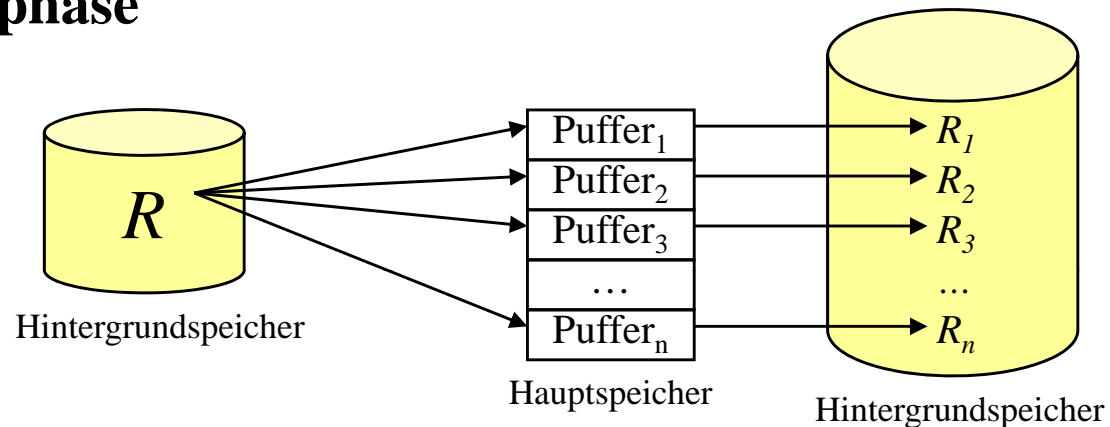 phase
R
Hintergrundspeicher
Puffer₁
Puffer₂
Puffer₃
…
Pufferₙ
Hauptspeicher
R₁
R₂
R₃
...
Rₙ
Hintergrundspeicher